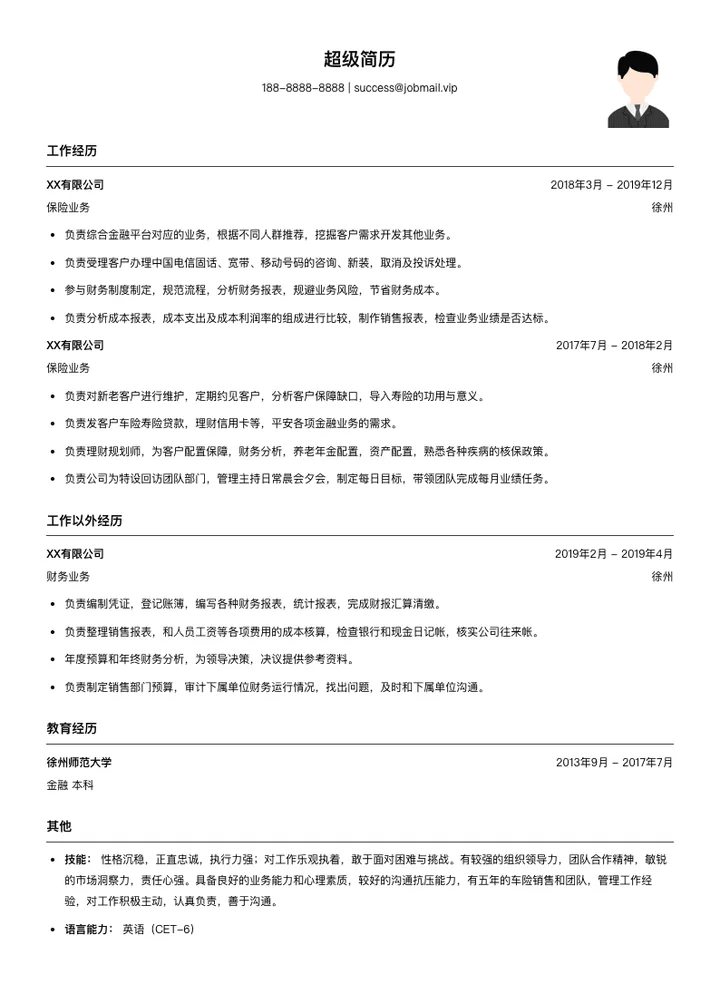 超级简历
188-8888-8888 | success@jobmail.vip
工作经历
XX有限公司 2018年3月 – 2019年12月
保险业务 徐州
• 负责综合金融平台对应的业务，根据不同人群推荐，挖掘客户需求开发其他业务。
• 负责受理客户办理中国电信固话、宽带、移动号码的咨询、新装，取消及投诉处理。
• 参与财务制度制定，规范流程，分析财务报表，规避业务风险，节省财务成本。
• 负责分析成本报表，成本支出及成本利润率的组成进行比较，制作销售报表，检查业务业绩是否达标。
XX有限公司 2017年7月 – 2018年2月
保险业务 徐州
• 负责对新老客户进行维护，定期约见客户，分析客户保障缺口，导入寿险的功用与意义。
• 负责发客户车险寿险贷款，理财信用卡等，平安各项金融业务的需求。
• 负责理财规划师，为客户配置保障，财务分析，养老年金配置，资产配置，熟悉各种疾病的核保政策。
• 负责公司为特设回访团队部门，管理主持日常晨会夕会，制定每日目标，带领团队完成每月业绩任务。
工作以外经历
XX有限公司 2019年2月 – 2019年4月
财务业务 徐州
• 负责编制凭证，登记账簿，编写各种财务报表，统计报表，完成财报汇算清缴。
• 负责整理销售报表，和人员工资等各项费用的成本核算，检查银行和现金日记帐，核实公司往来帐。
• 年度预算和年终财务分析，为领导决策，决议提供参考资料。
• 负责制定销售部门预算，审计下属单位财务运行情况，找出问题，及时和下属单位沟通。
教育经历
徐州师范大学 2013年9月 – 2017年7月
金融 本科
其他
• 技能： 性格沉稳，正直忠诚，执行力强；对工作乐观执着，敢于面对困难与挑战。有较强的组织领导力，团队合作精神，敏锐
的市场洞察力，责任心强。具备良好的业务能力和心理素质，较好的沟通抗压能力，有五年的车险销售和团队，管理工作经
验，对工作积极主动，认真负责，善于沟通。
• 语言能力： 英语（CET-6）